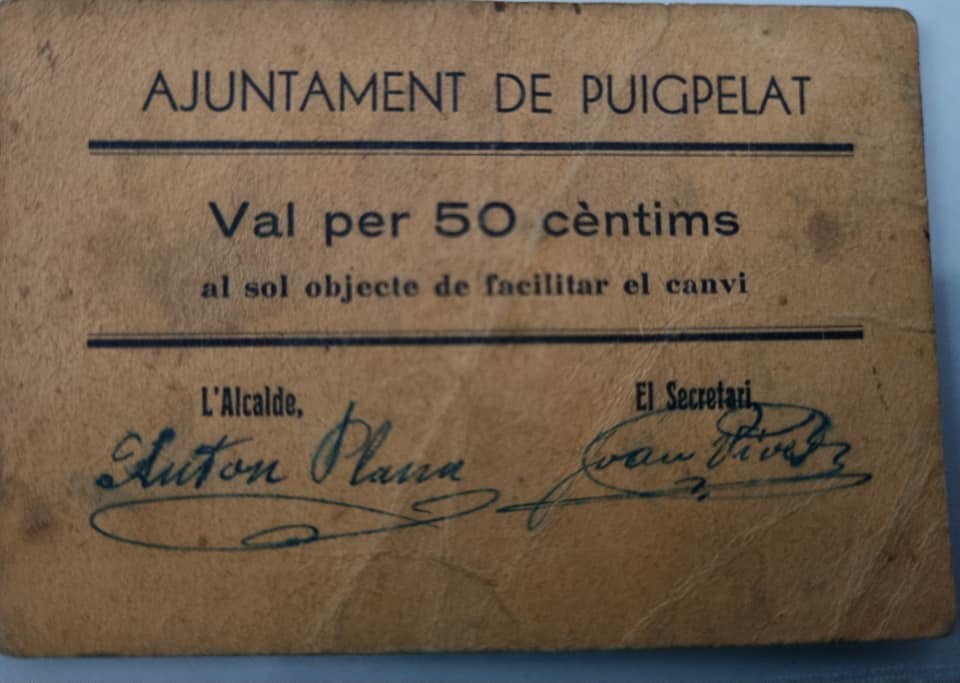 AJUNTAMENT DE PUIGPELAT
Val per 50 cèntims
al sol objecte de facilitar el canvi
L'Alcalde,
El Secretari,
Anton Plana
Joan